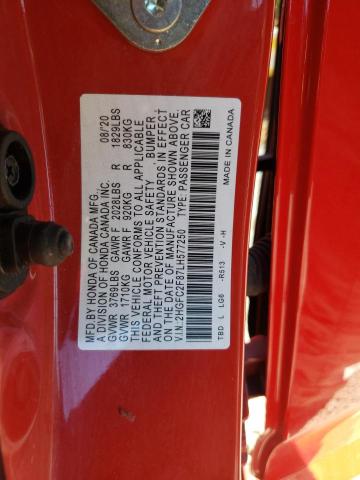 MFD. BY HONDA OF CANADA MFG. 08/20
A DIVISION OF HONDA CANADA INC.
GVWR 3769LBS GAWR F 2028LBS R 1829LBS
GVWR 1710KG GAWR F 920KG R 830KG
THIS VEHICLE CONFORMS TO ALL APPLICABLE
FEDERAL MOTOR VEHICLE SAFETY, BUMPER,
AND THEFT PREVENTION STANDARDS IN EFFECT
ON THE DATE OF MANUFACTURE SHOWN ABOVE.
V.I.N. 2HGFC2F87LH577250 TYPE: PASSENGER CAR
TBD L LG6 -R513 -V -H
MADE IN CANADA